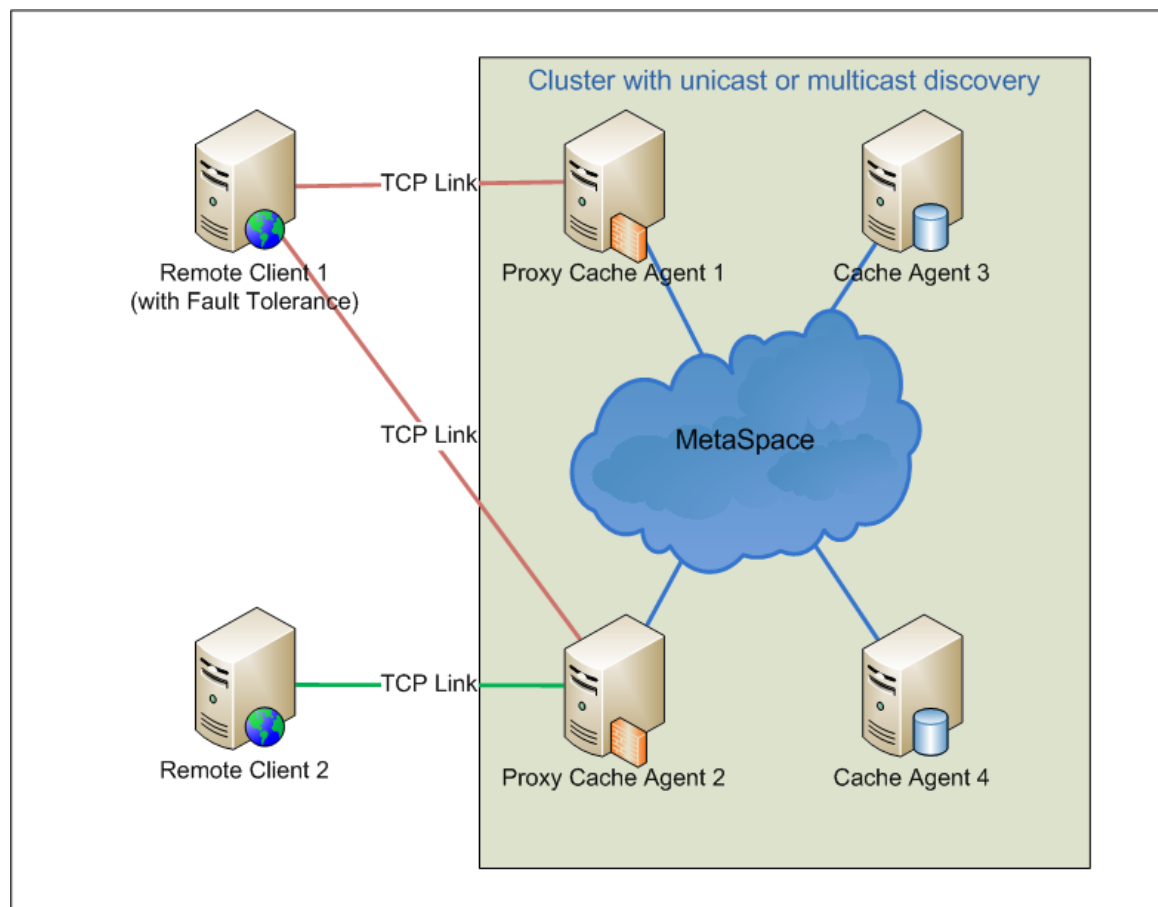 Cluster with unicast or multicast discovery
TCP Link
Remote Client 1
(with Fault Tolerance)
Proxy Cache Agent 1
Cache Agent 3
TCP Link
MetaSpace
TCP Link
Remote Client 2
Proxy Cache Agent 2
Cache Agent 4